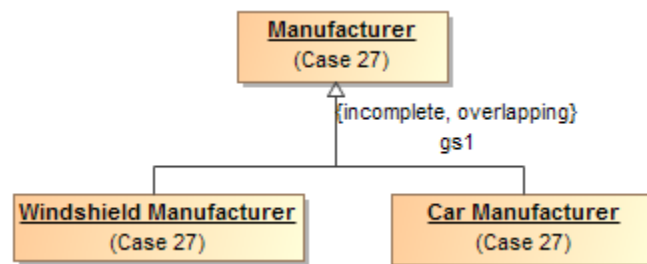 Manufacturer
(Case 27)
{incomplete, overlapping}
gs1
Windshield Manufacturer
(Case 27)
Car Manufacturer
(Case 27)